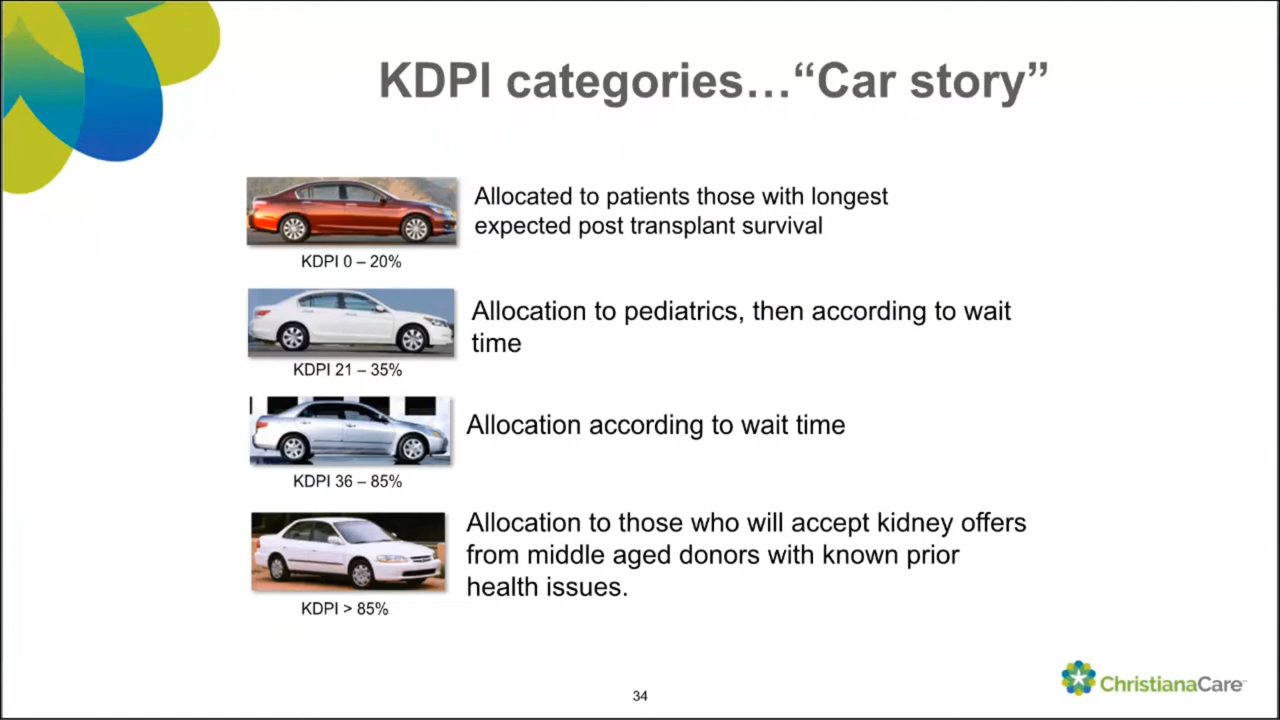 KDPI categories…“Car story”
Allocated to patients those with longest
expected post transplant survival
KDPI 0 – 20%
Allocation to pediatrics, then according to wait
time
KDPI 21 – 35%
Allocation according to wait time
KDPI 36 – 85%
Allocation to those who will accept kidney offers
from middle aged donors with known prior
health issues.
KDPI > 85%
34
ChristianaCare